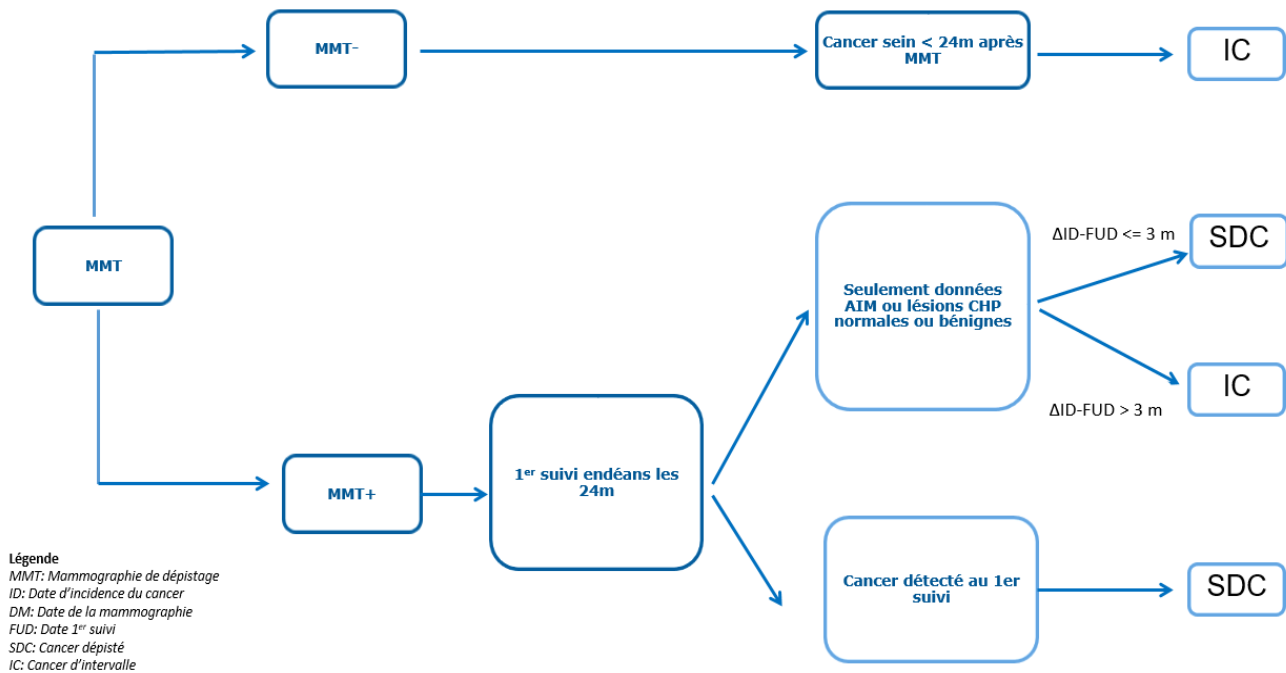 MMT-
Cancer sein < 24m après
MMT
IC
MMT
Seulement données
AIM ou lésions CHP
normales ou bénignes
ΔID-FUD <= 3 m
SDC
IC
ΔID-FUD > 3 m
MMT+
1er suivi endéans les
24m
Cancer détecté au 1er
suivi
SDC
Légende
MMT: Mammographie de dépistage
ID: Date d'incidence du cancer
DM: Date de la mammographie
FUD: Date 1er suivi
SDC: Cancer dépisté
IC: Cancer d'intervalle